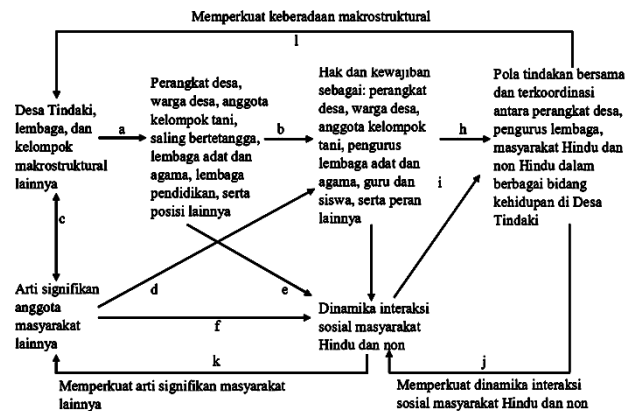 Memperkuat keberadaan makrostruktural
l
Desa Tindaki,
lembaga, dan
kelompok
makrostruktural
lainnya
a
Perangkat desa,
warga desa, anggota
kelompok tani,
saling bertetangga,
lembaga adat dan
agama, lembaga
pendidikan, serta
posisi lainnya
b
Hak dan kewajiban
sebagai: perangkat
desa, warga desa,
anggota kelompok
tani, pengurus
lembaga adat dan
agama, guru dan
siswa, serta peran
lainnya
h
Pola tindakan bersama
dan terkoordinasi
antara perangkat desa,
pengurus lembaga,
masyarakat Hindu dan
non Hindu dalam
berbagai bidang
kehidupan di Desa
Tindaki
i
c
d
e
Arti signifikan
anggota
masyarakat
lainnya
f
Dinamika interaksi
sosial masyarakat
Hindu dan non
k
j
Memperkuat arti signifikan masyarakat
lainnya
Memperkuat dinamika interaksi
sosial masyarakat Hindu dan non